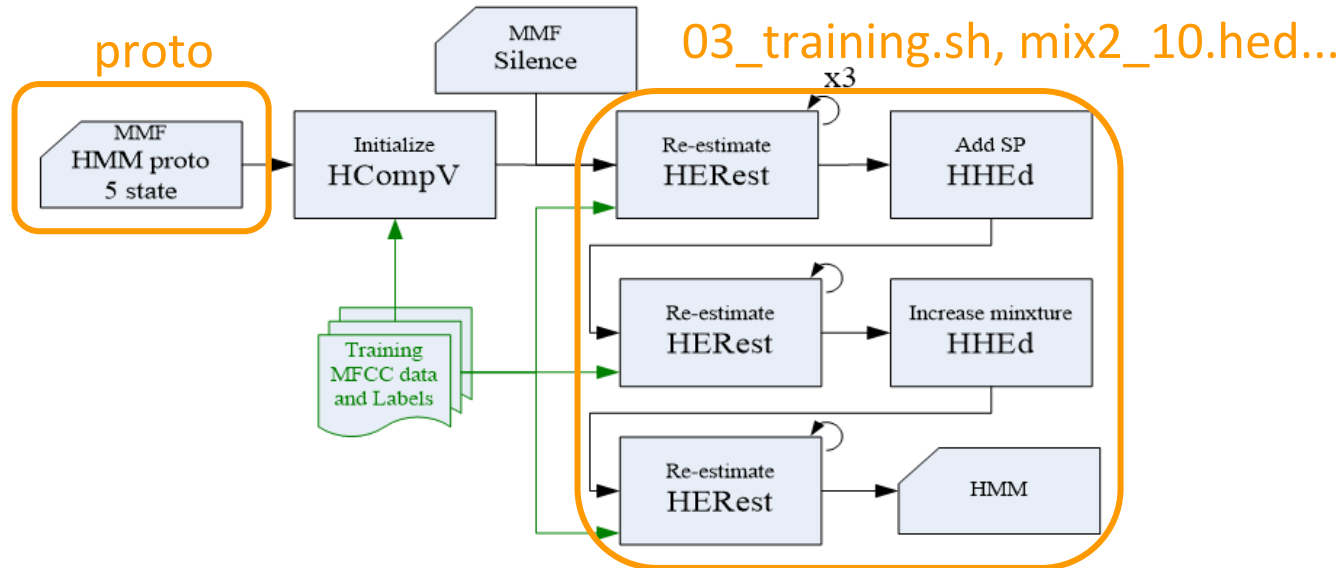 proto
03_training.sh, mix2_10.hed...
MMF
Silence
x3
MMF
HMM proto
5 state
Initialize
HCompV
Re-estimate
HERest
Add SP
HHEd
Re-estimate
HERest
Increase minxture
HHEd
Training
MFCC data
and Labels
Re-estimate
HERest
HMM